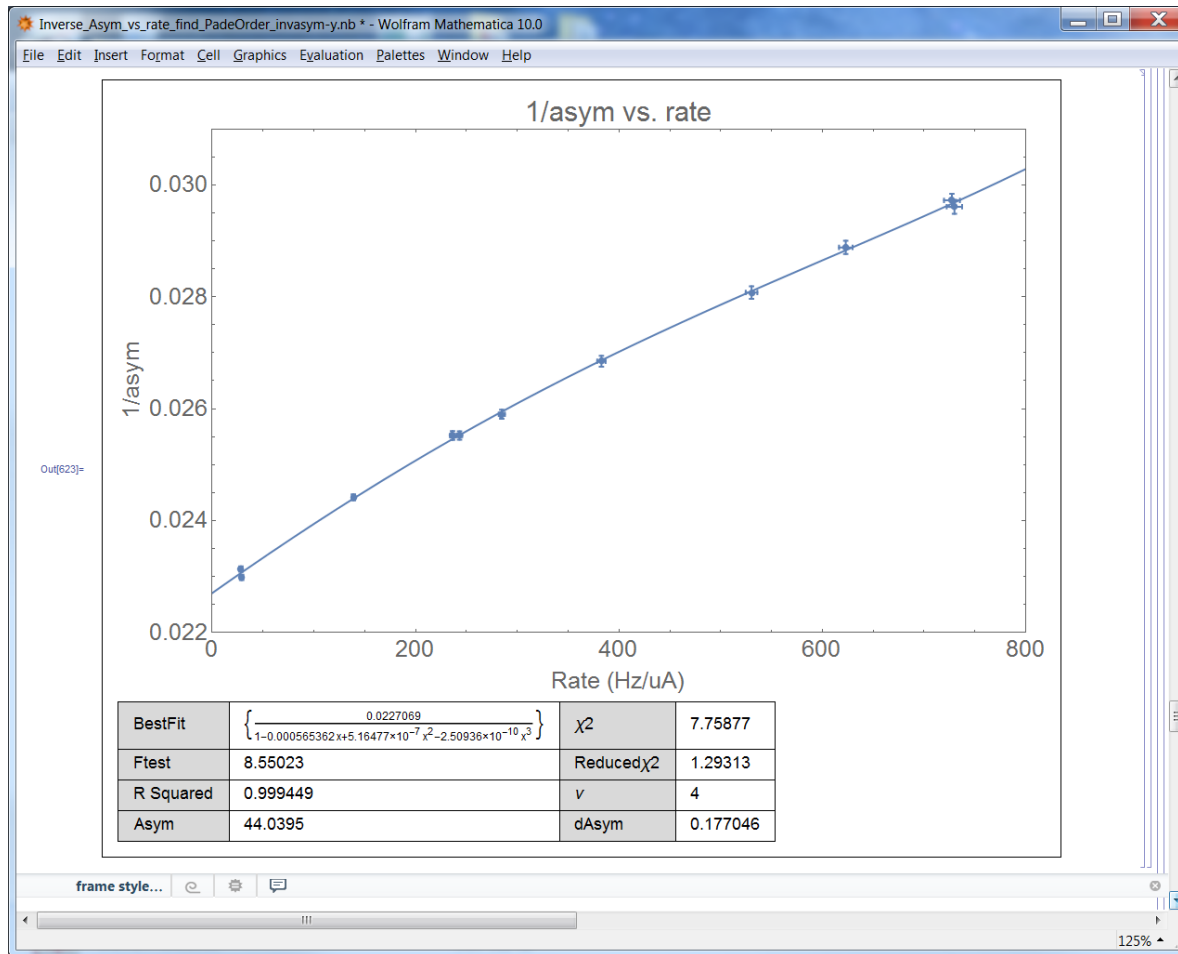 Inverse_Asym_vs_rate_find_PadeOrder_invasym-y.nb * - Wolfram Mathematica 10.0
File Edit Insert Format Cell Graphics Evaluation Palettes Window Help
1/asym vs. rate
0.030
0.028
0.026
0.024
0.022
1/asym
Out[623]=
0 200 400 600 800
Rate (Hz/uA)
BestFit {0.0227069/(1−0.000565362 x+5.16477×10⁻⁷ x²−2.50936×10⁻¹⁰ x³)} χ2 7.75877
Ftest 8.55023 Reducedχ2 1.29313
R Squared 0.999449 ν 4
Asym 44.0395 dAsym 0.177046
frame style...
125%